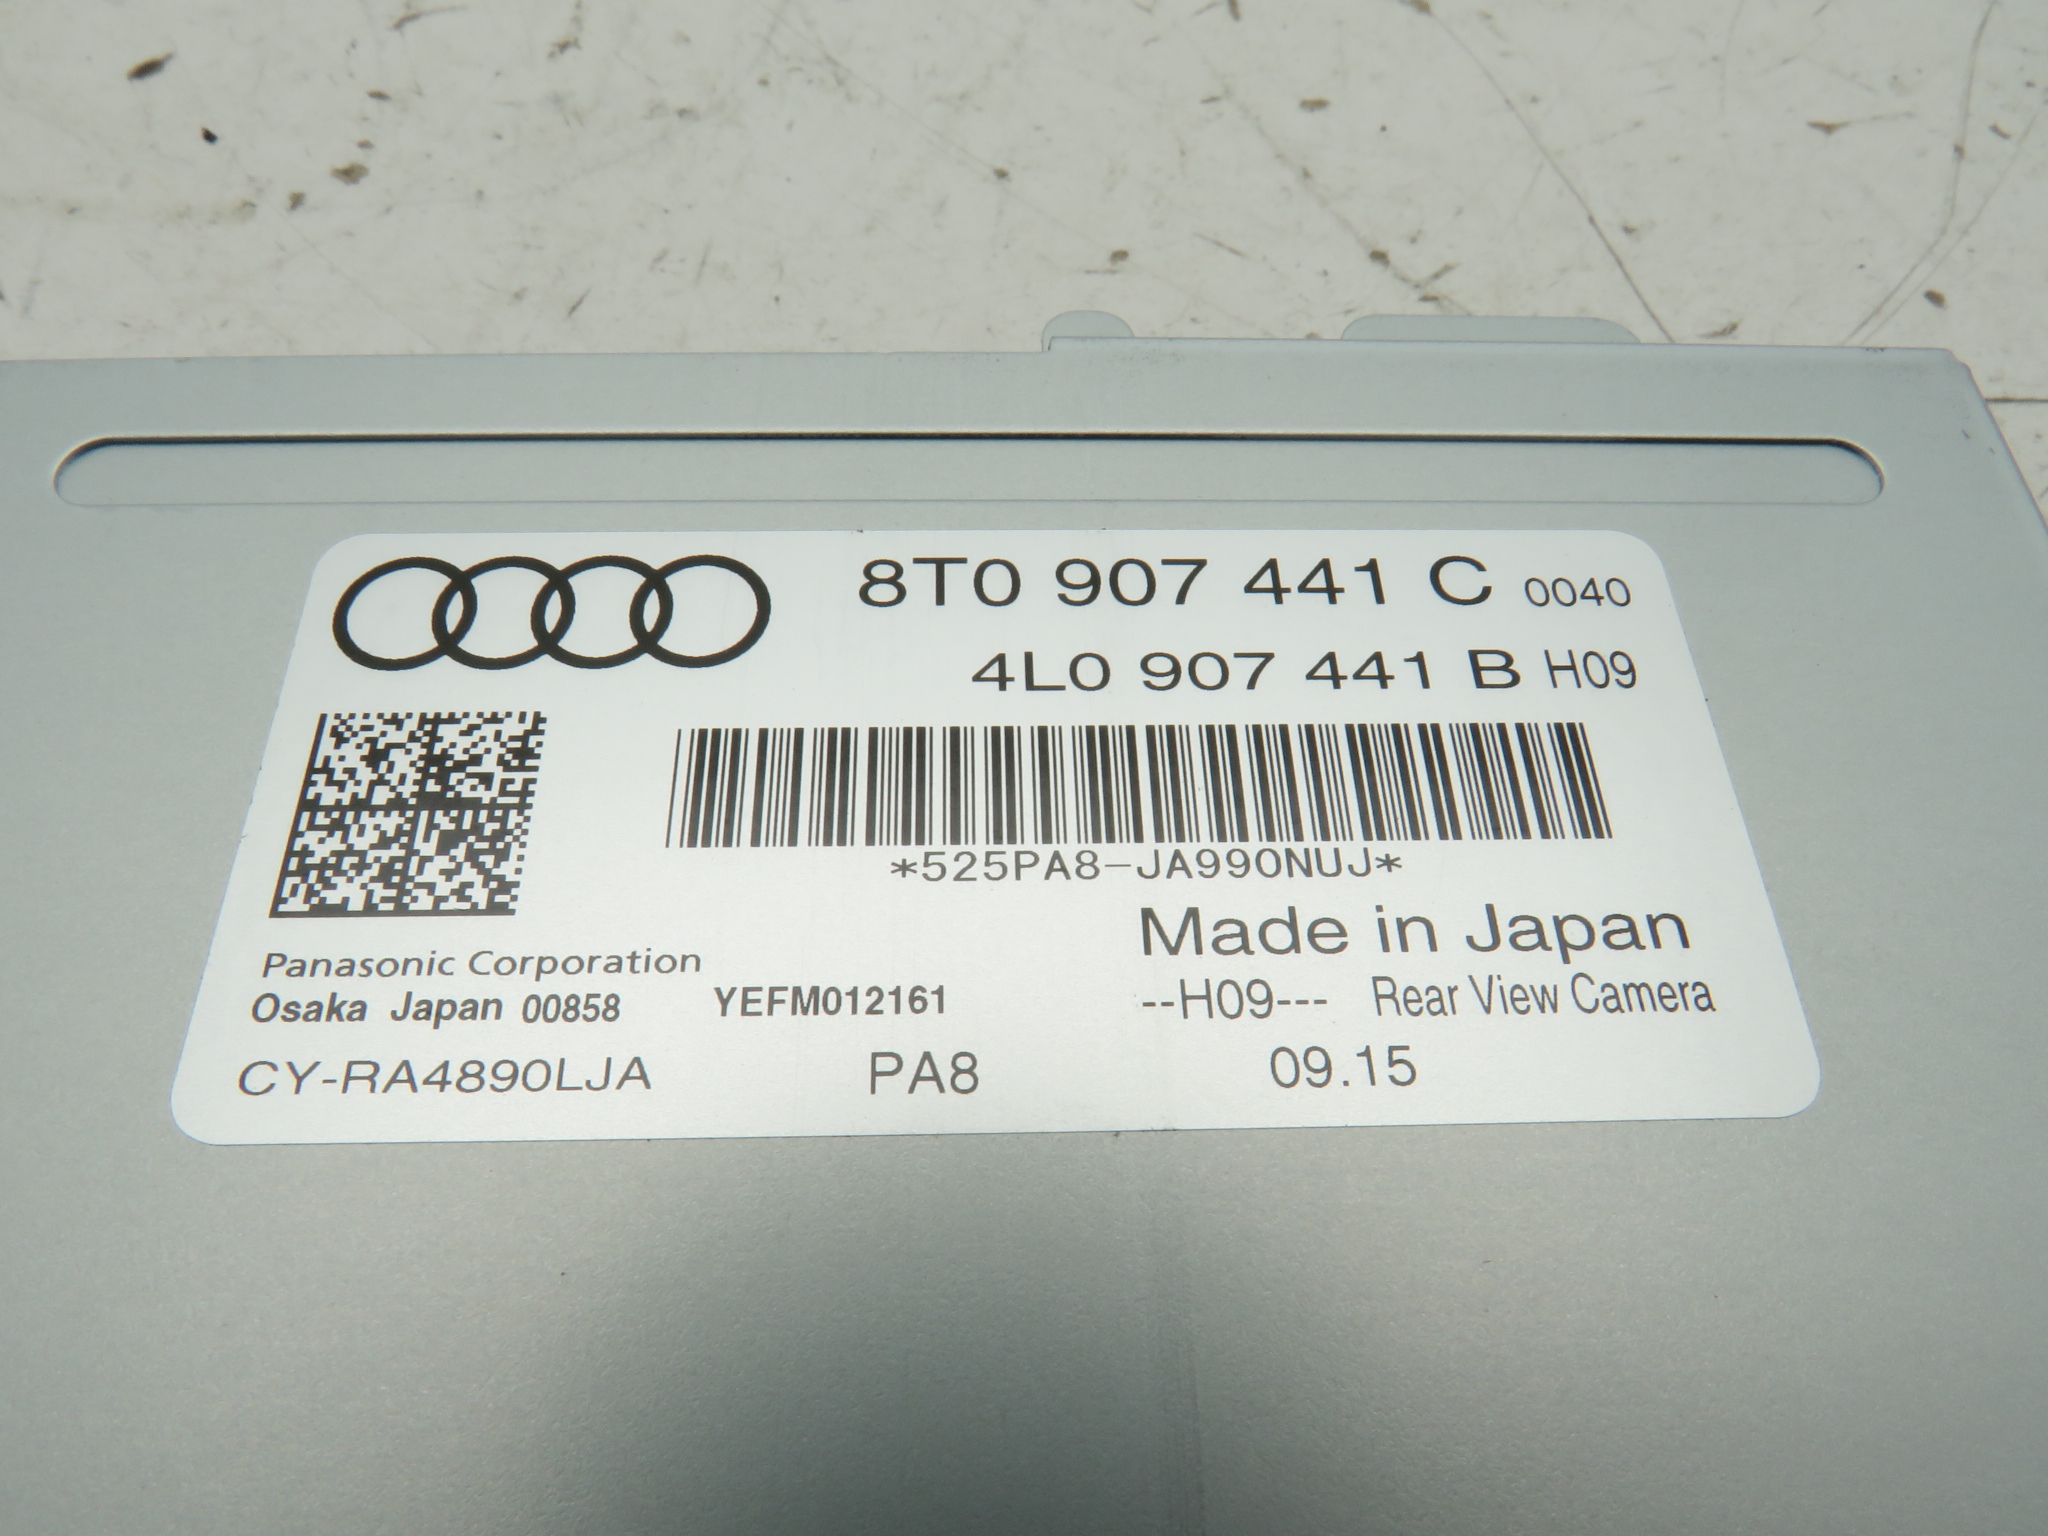 8T0 907 441 C 0040
4L0 907 441 B H09
*525PA8-JA990NUJ*
Made in Japan
Panasonic Corporation
Osaka Japan 00858 YEFM012161 --H09--- Rear View Camera
CY-RA4890LJA PA8 09.15